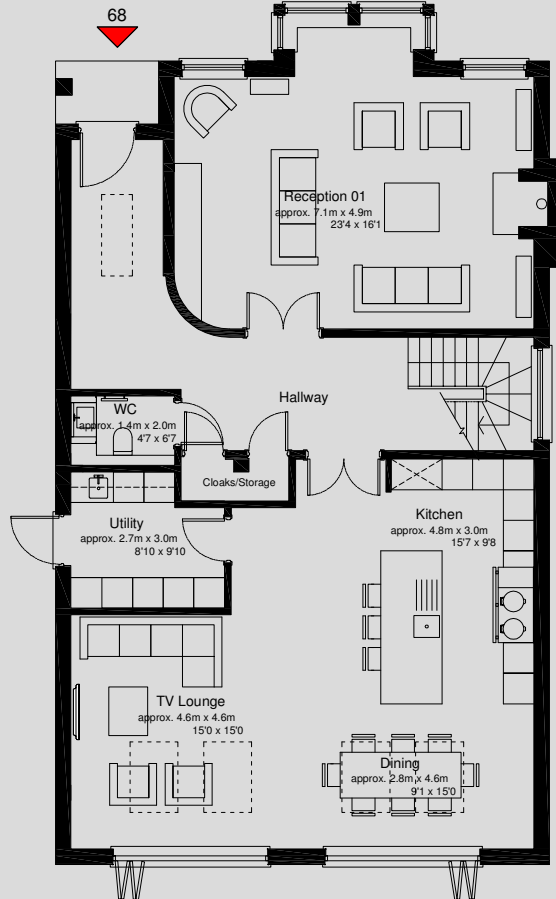 68
Reception 01
approx. 7.1m x 4.9m
23'4 x 16'1
Hallway
WC
approx. 1.4m x 2.0m
4'7 x 6'7
Cloaks/Storage
Utility
approx. 2.7m x 3.0m
8'10 x 9'10
Kitchen
approx. 4.8m x 3.0m
15'7 x 9'8
TV Lounge
approx. 4.6m x 4.6m
15'0 x 15'0
Dining
approx. 2.8m x 4.6m
9'1 x 15'0